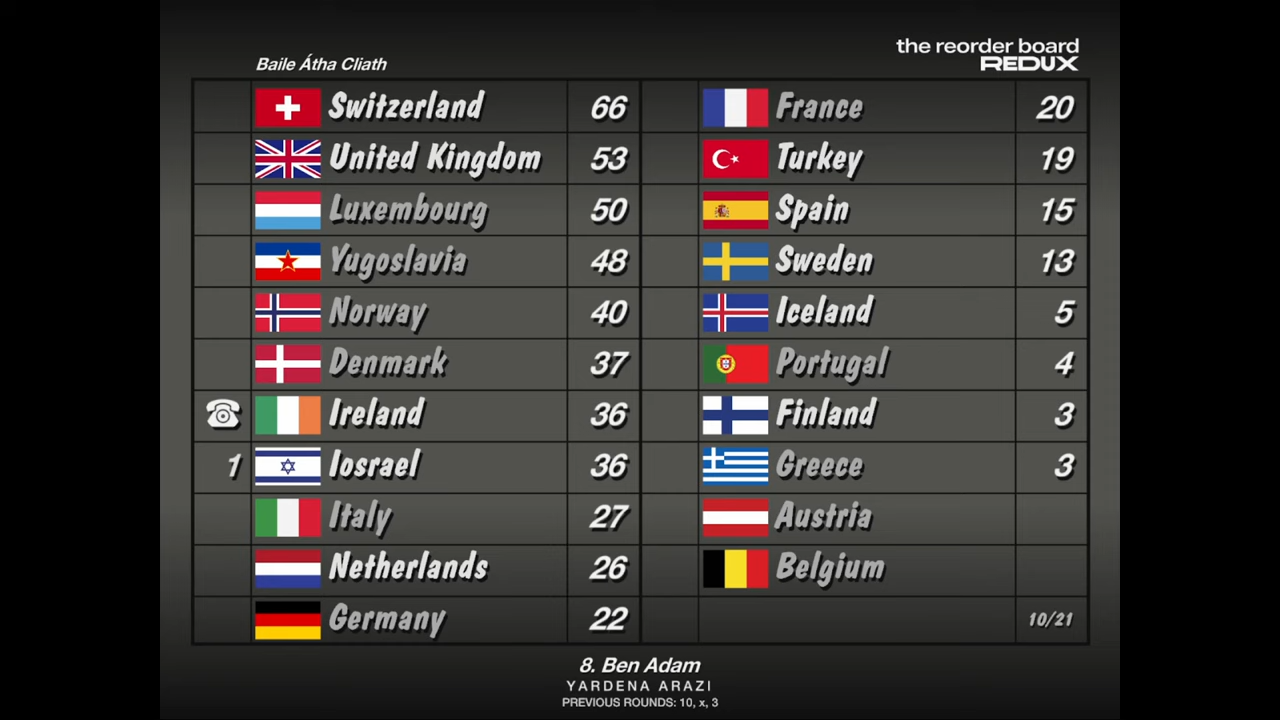 the reorder board
REDUX
Baile Átha Cliath
Switzerland 66
United Kingdom 53
Luxembourg 50
Yugoslavia 48
Norway 40
Denmark 37
Ireland 36
1 Iosrael 36
Italy 27
Netherlands 26
Germany 22
France 20
Turkey 19
Spain 15
Sweden 13
Iceland 5
Portugal 4
Finland 3
Greece 3
Austria
Belgium
10/21
8. Ben Adam
YARDENA ARAZI
PREVIOUS ROUNDS: 10, x, 3